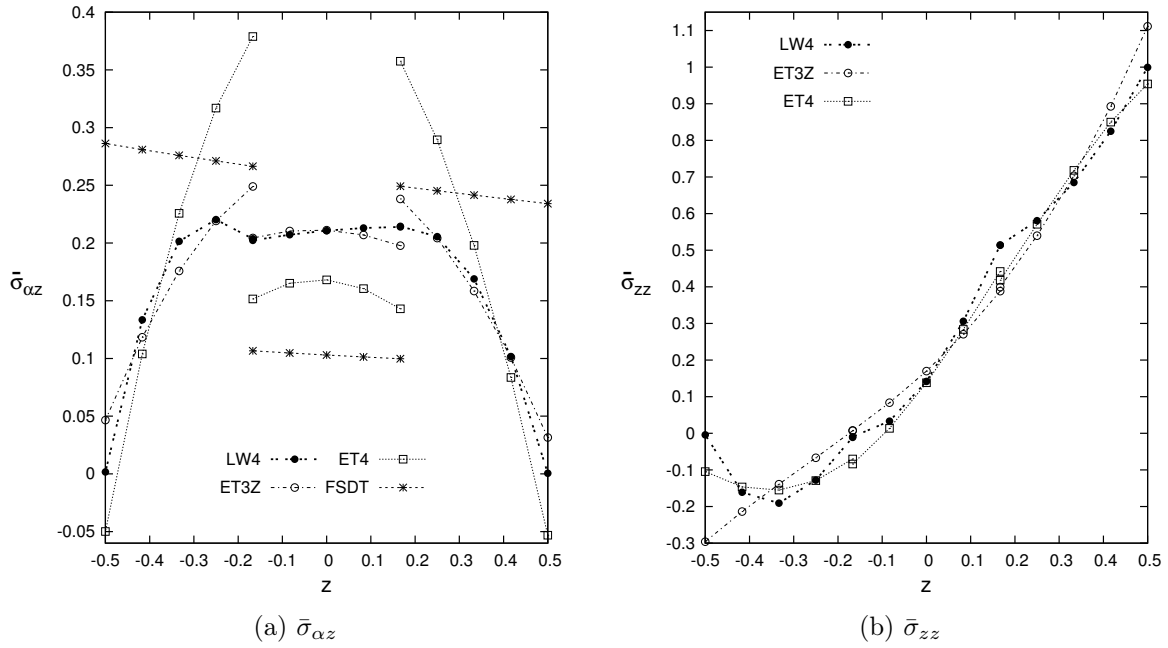 0.4
0.35
0.3
0.25
0.2
0.15
0.1
0.05
0
-0.05
σ̄αz
-0.5 -0.4 -0.3 -0.2 -0.1 0 0.1 0.2 0.3 0.4 0.5
z
LW4 ET4
ET3Z FSDT
(a) σ̄αz
1.1
1
0.9
0.8
0.7
0.6
0.5
0.4
0.3
0.2
0.1
0
-0.1
-0.2
-0.3
σ̄zz
-0.5 -0.4 -0.3 -0.2 -0.1 0 0.1 0.2 0.3 0.4 0.5
z
LW4
ET3Z
ET4
(b) σ̄zz